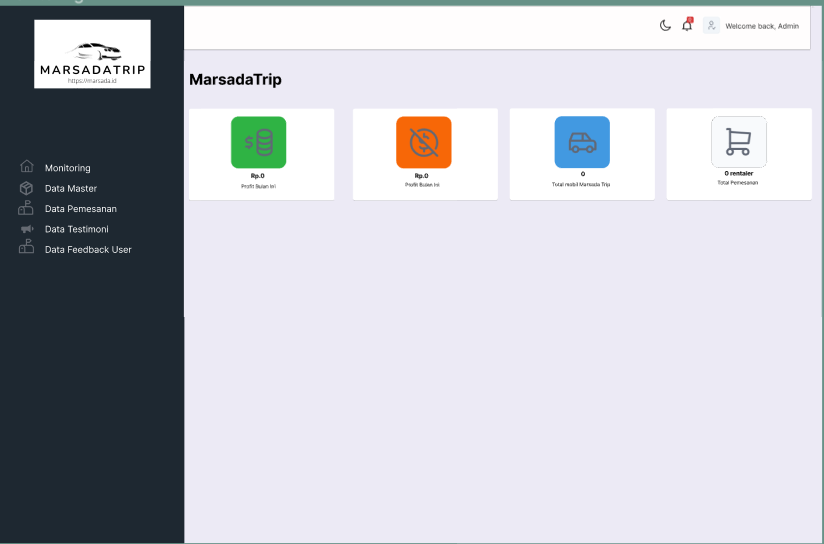 MARSADATRIP
https://marsada.id
Welcome back, Admin
MarsadaTrip
Monitoring
Data Master
Data Pemesanan
Data Testimoni
Data Feedback User
Rp.0
Profit Bulan Ini
Rp.0
Profit Bulan Ini
0
Total mobil Marsada Trip
0 rentaler
Total Pemesanan